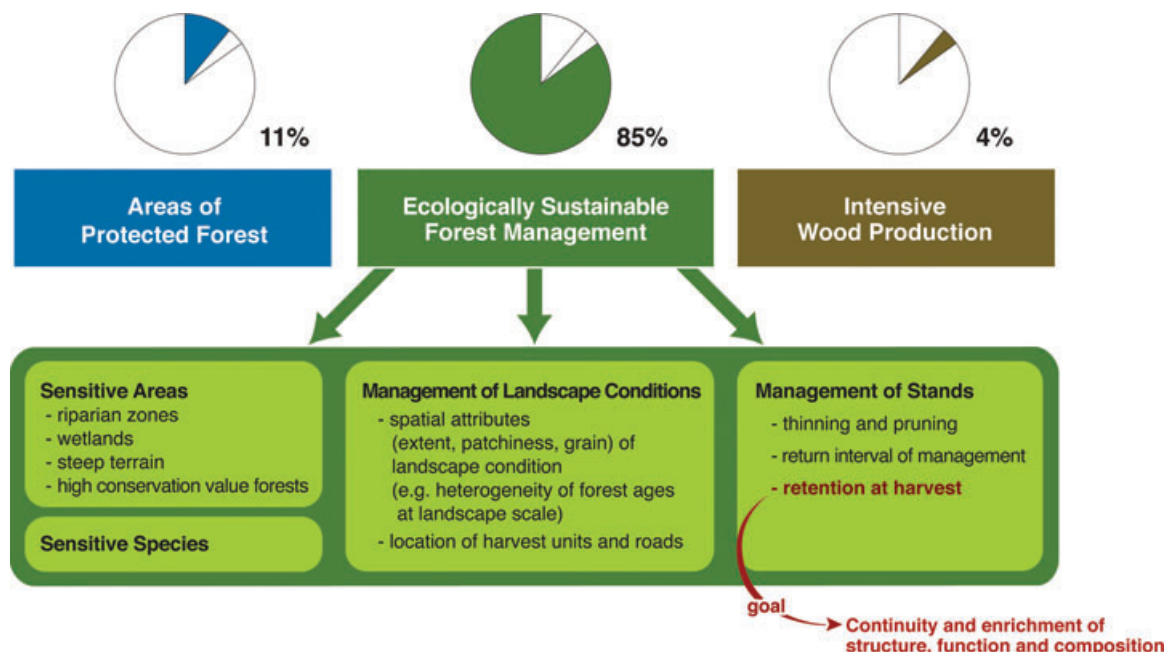 11%
85%
4%
Areas of
Protected Forest
Ecologically Sustainable
Forest Management
Intensive
Wood Production
Sensitive Areas
- riparian zones
- wetlands
- steep terrain
- high conservation value forests
Sensitive Species
Management of Landscape Conditions
- spatial attributes
(extent, patchiness, grain) of
landscape condition
(e.g. heterogeneity of forest ages
at landscape scale)
- location of harvest units and roads
Management of Stands
- thinning and pruning
- return interval of management
- retention at harvest
goal
Continuity and enrichment of
structure, function and composition